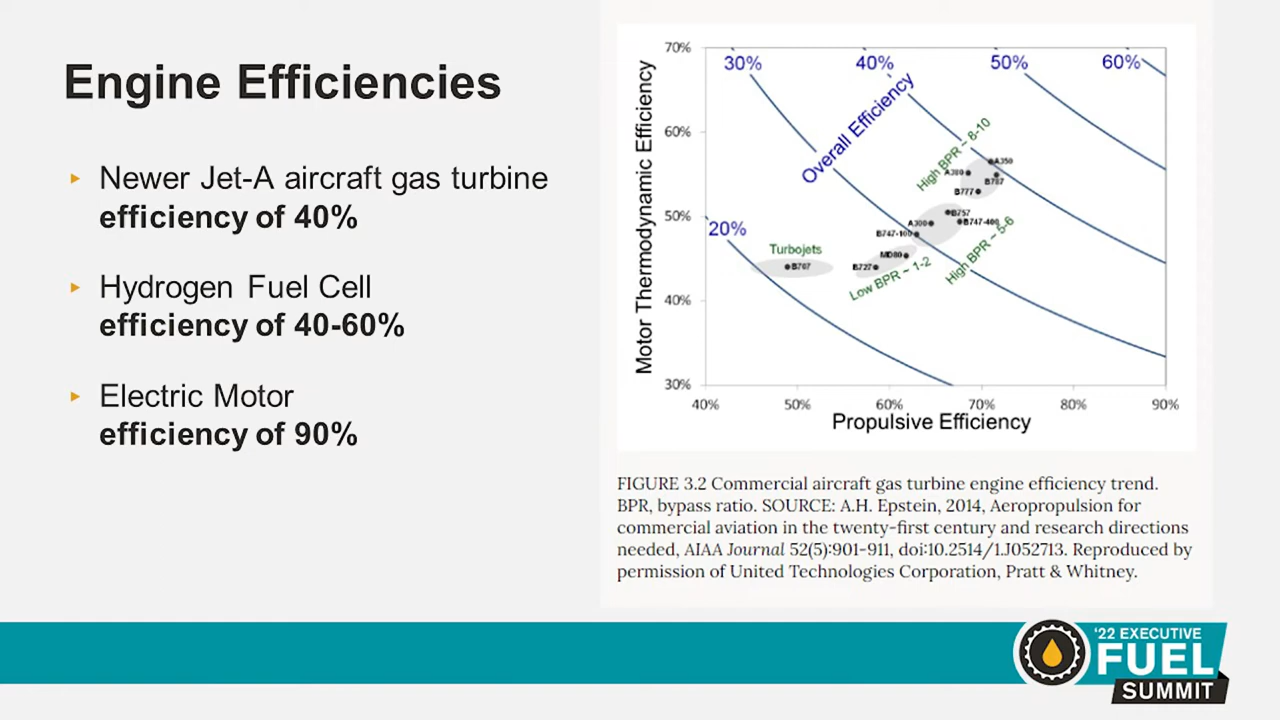 Engine Efficiencies
Newer Jet-A aircraft gas turbine
efficiency of 40%
Hydrogen Fuel Cell
efficiency of 40-60%
Electric Motor
efficiency of 90%
70%
60%
50%
40%
30%
Motor Thermodynamic Efficiency
30%
40%
50%
60%
20%
Overall Efficiency
High BPR ~ 8-10
A350
A380
B787
B777
B757
A300
B747-400
B747-100
High BPR ~ 5-6
Turbojets
B707
MD80
B727
Low BPR ~ 1-2
40%
50%
60%
70%
80%
90%
Propulsive Efficiency
FIGURE 3.2 Commercial aircraft gas turbine engine efficiency trend.
BPR, bypass ratio. SOURCE: A.H. Epstein, 2014, Aeropropulsion for
commercial aviation in the twenty-first century and research directions
needed, AIAA Journal 52(5):901-911, doi:10.2514/1.J052713. Reproduced by
permission of United Technologies Corporation, Pratt & Whitney.
'22 EXECUTIVE
FUEL
SUMMIT